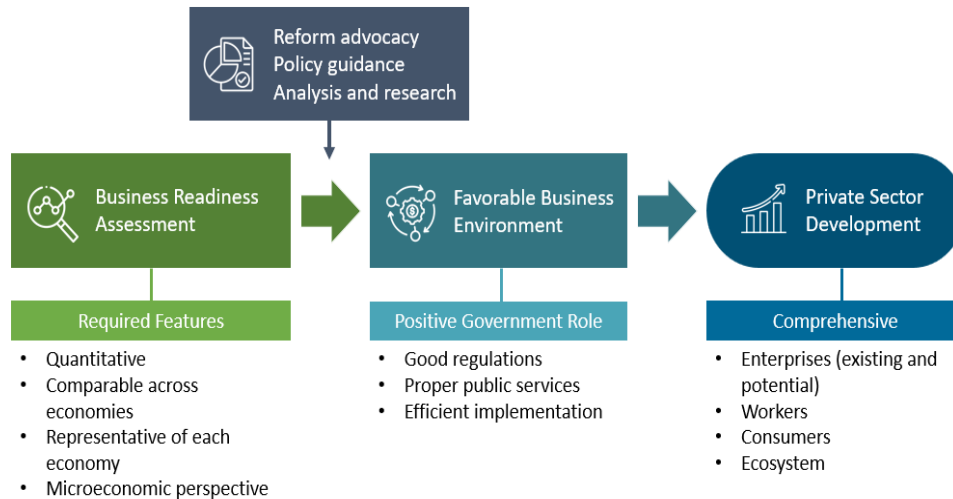 Reform advocacy
Policy guidance
Analysis and research
Business Readiness
Assessment
Favorable Business
Environment
Private Sector
Development
Required Features
• Quantitative
• Comparable across
economies
• Representative of each
economy
• Microeconomic perspective
Positive Government Role
• Good regulations
• Proper public services
• Efficient implementation
Comprehensive
• Enterprises (existing and
potential)
• Workers
• Consumers
• Ecosystem